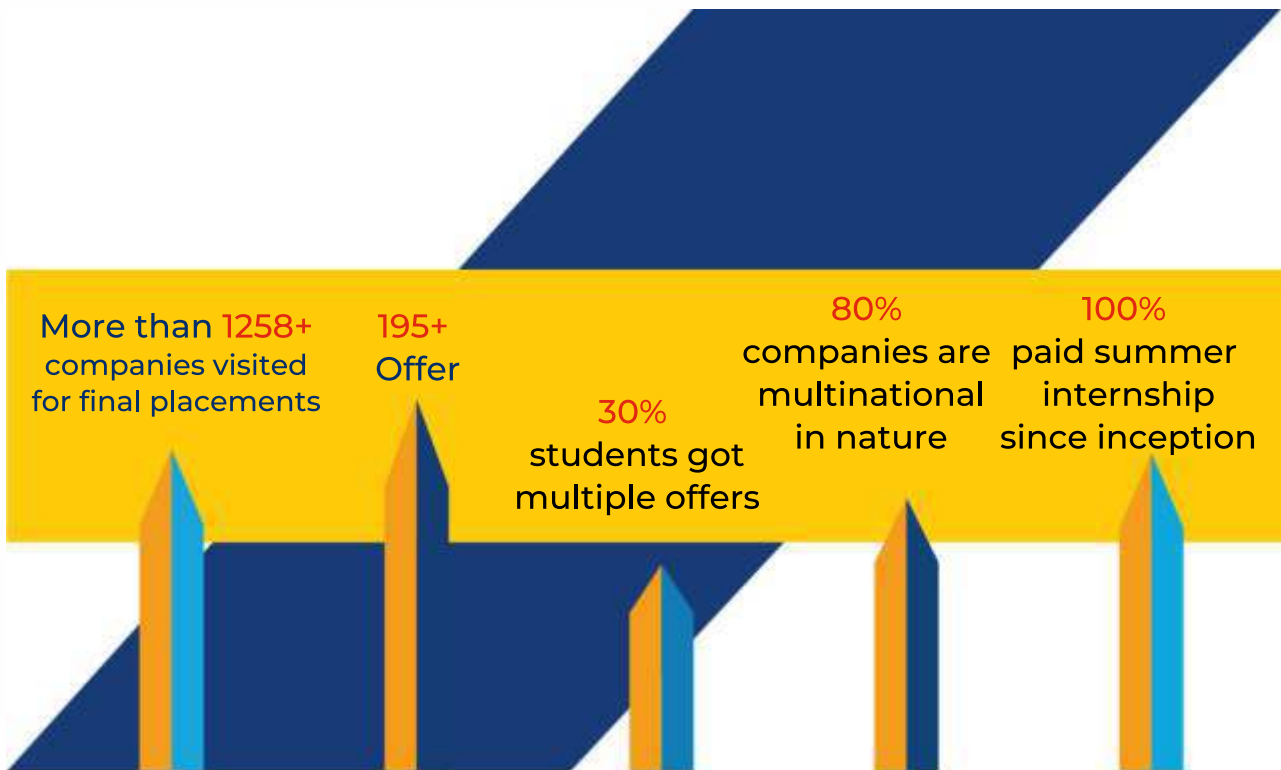 More than 1258+
companies visited
for final placements
195+
Offer
30%
students got
multiple offers
80%
companies are
multinational
in nature
100%
paid summer
internship
since inception